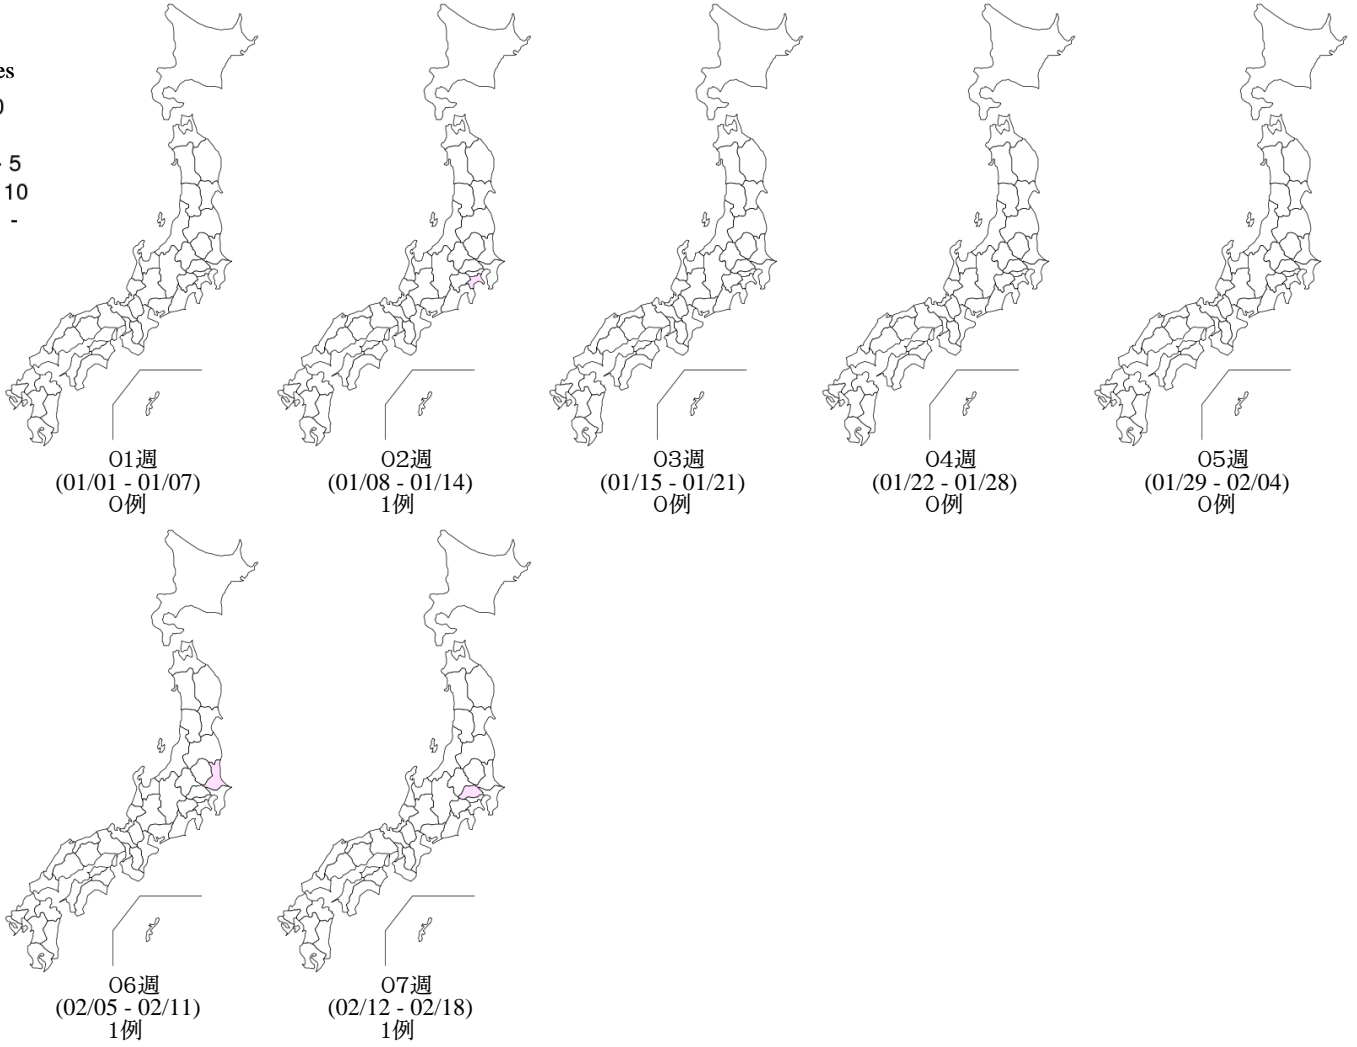 es
0
- 5
10
-
01週
(01/01 - 01/07)
0例
02週
(01/08 - 01/14)
1例
03週
(01/15 - 01/21)
0例
04週
(01/22 - 01/28)
0例
05週
(01/29 - 02/04)
0例
06週
(02/05 - 02/11)
1例
07週
(02/12 - 02/18)
1例